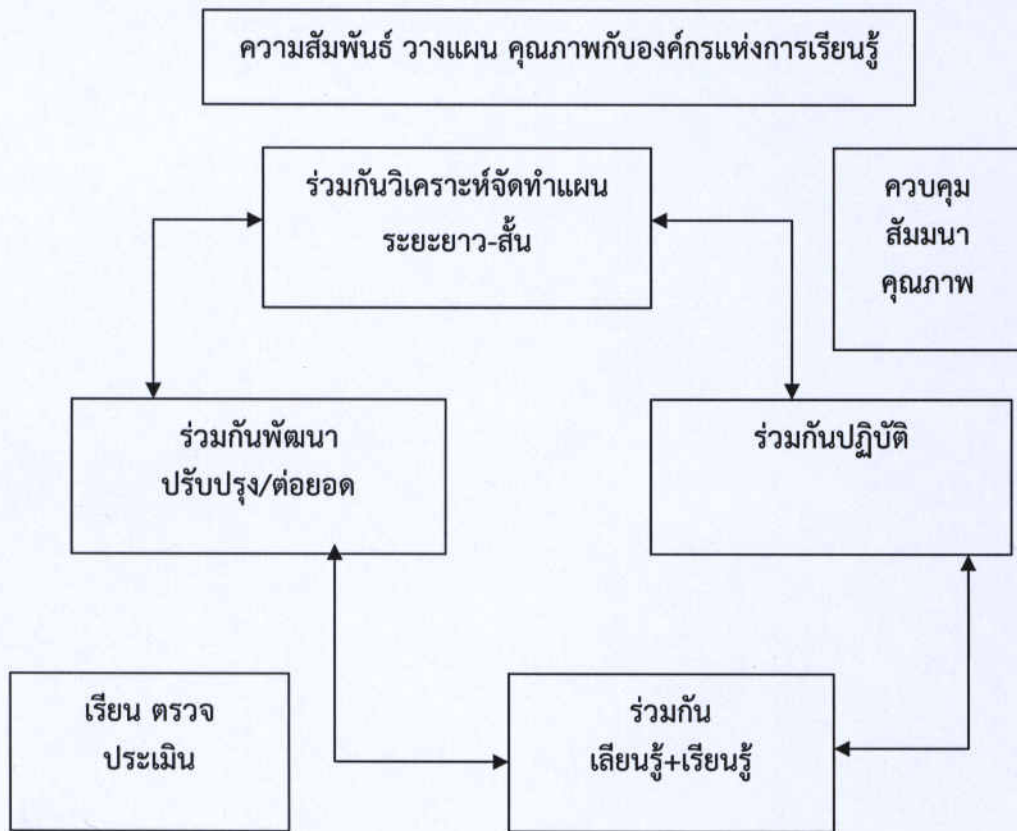 ความสัมพันธ์ วางแผน คุณภาพกับองค์กรแห่งการเรียนรู้
ร่วมกันวิเคราะห์จัดทำแผน
ระยะยาว-สั้น
ควบคุม
สัมมนา
คุณภาพ
ร่วมกันพัฒนา
ปรับปรุง/ต่อยอด
ร่วมกันปฏิบัติ
เรียน ตรวจ
ประเมิน
ร่วมกัน
เลียนรู้+เรียนรู้